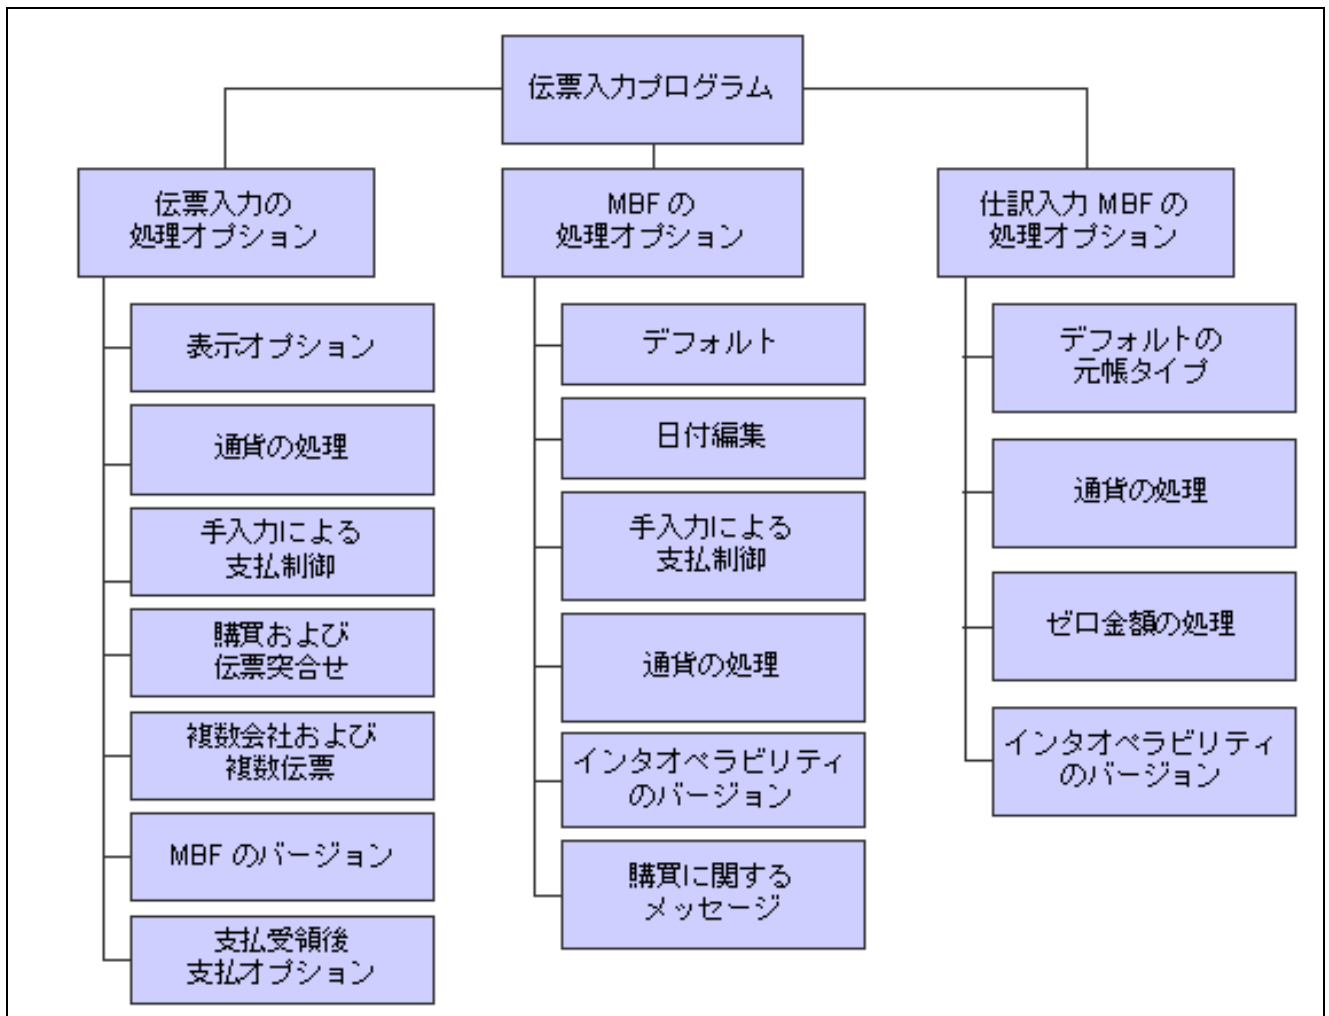 伝票入力プログラム
伝票入力の
処理オプション
表示オプション
通貨の処理
手入力による
支払制御
購買および
伝票突合せ
複数会社および
複数伝票
MBF のバージョン
支払受領後
支払オプション
MBF の
処理オプション
デフォルト
日付編集
手入力による
支払制御
通貨の処理
インタオペラビリティ
のバージョン
購買に関する
メッセージ
仕訳入力 MBF の
処理オプション
デフォルトの
元帳タイプ
通貨の処理
ゼロ金額の処理
インタオペラビリティ
のバージョン